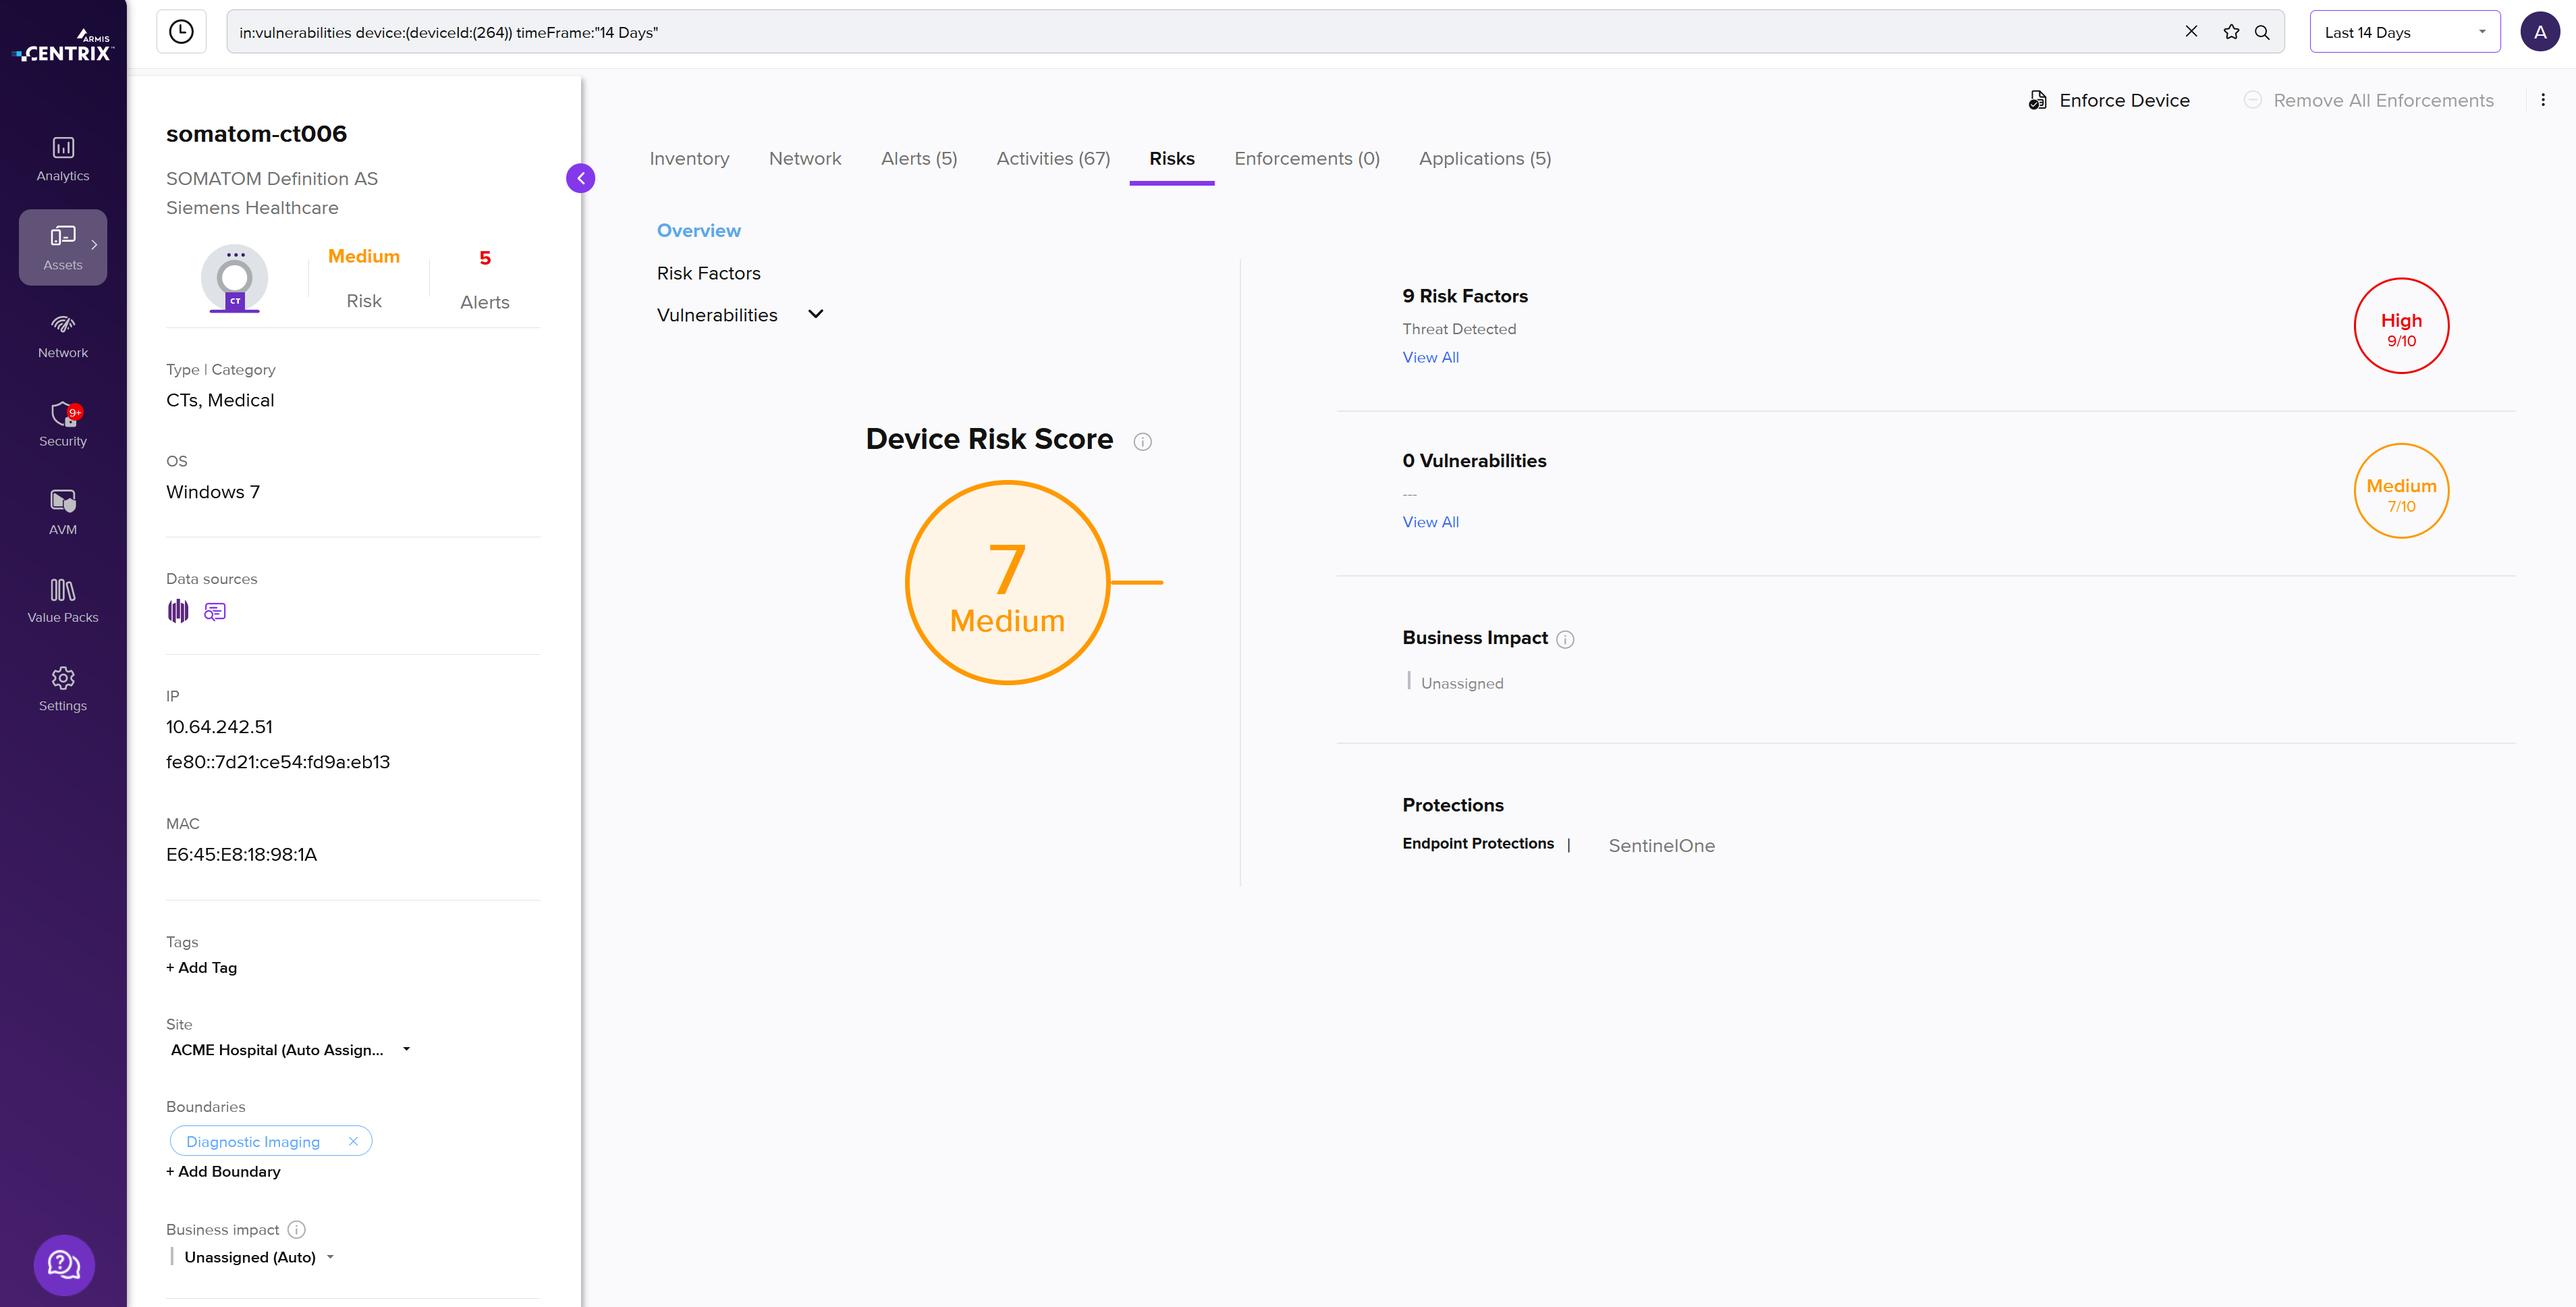 ARMIS
CENTRIX
in:vulnerabilities device:(deviceId:(264)) timeFrame:"14 Days"
Last 14 Days
A
Analytics
Assets
Network
9+
Security
AVM
Value Packs
Settings
somatom-ct006
SOMATOM Definition AS
Siemens Healthcare
CT
Medium
Risk
5
Alerts
Type | Category
CTs, Medical
OS
Windows 7
Data sources
IP
10.64.242.51
fe80::7d21:ce54:fd9a:eb13
MAC
E6:45:E8:18:98:1A
Tags
+ Add Tag
Site
ACME Hospital (Auto Assign...
Boundaries
Diagnostic Imaging
+ Add Boundary
Business impact
Unassigned (Auto)
Enforce Device
Remove All Enforcements
Inventory Network Alerts (5) Activities (67) Risks Enforcements (0) Applications (5)
Overview
Risk Factors
Vulnerabilities
Device Risk Score
7
Medium
9 Risk Factors
Threat Detected
View All
High
9/10
0 Vulnerabilities
---
View All
Medium
7/10
Business Impact
Unassigned
Protections
Endpoint Protections | SentinelOne